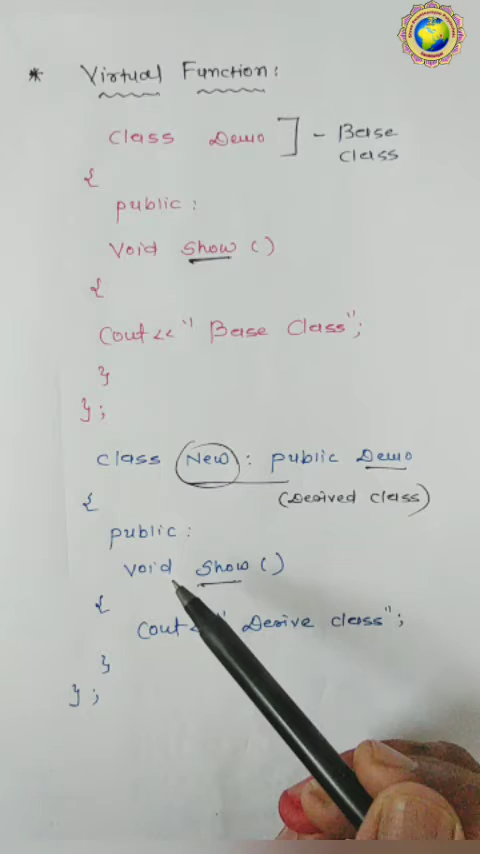 * Virtual Function:
class Demo ] - Base class
{
public:
void show ()
{
cout<<" Base class";
}
};
class New : public Demo
(Derived class)
{
public:
void show ()
{
cout<<" Derive class";
}
};